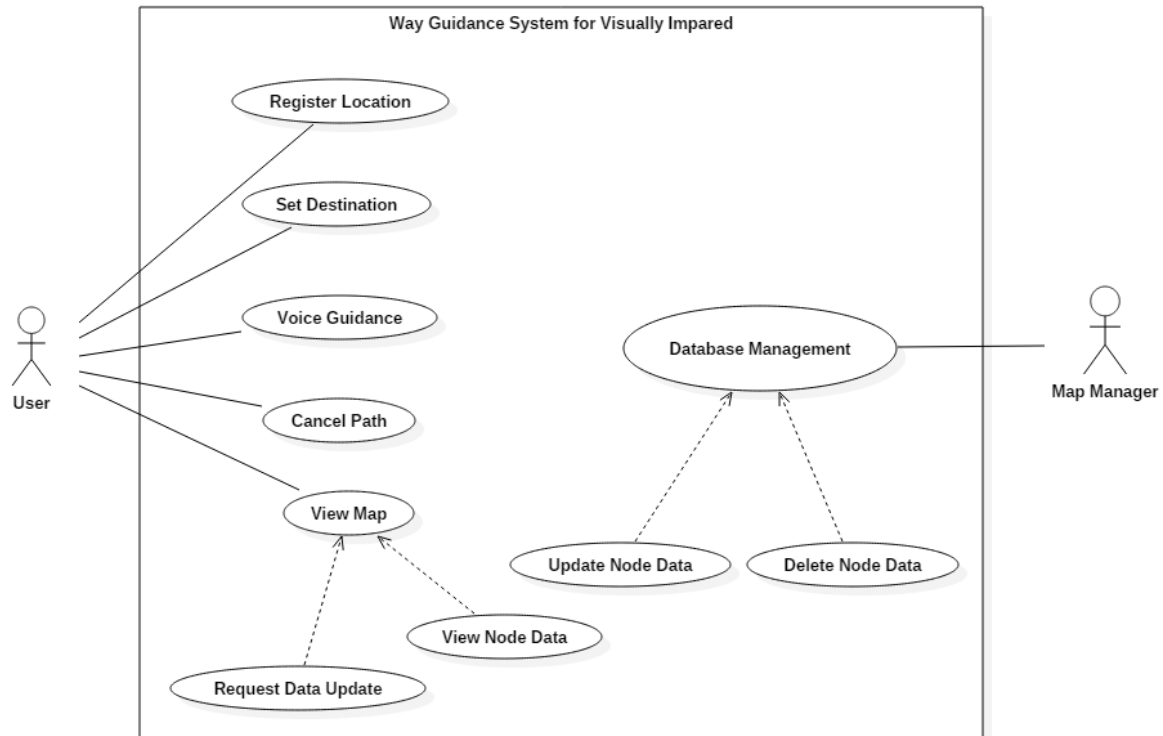 Way Guidance System for Visually Impared
Register Location
Set Destination
Voice Guidance
Database Management
User
Map Manager
Cancel Path
View Map
Update Node Data
Delete Node Data
View Node Data
Request Data Update